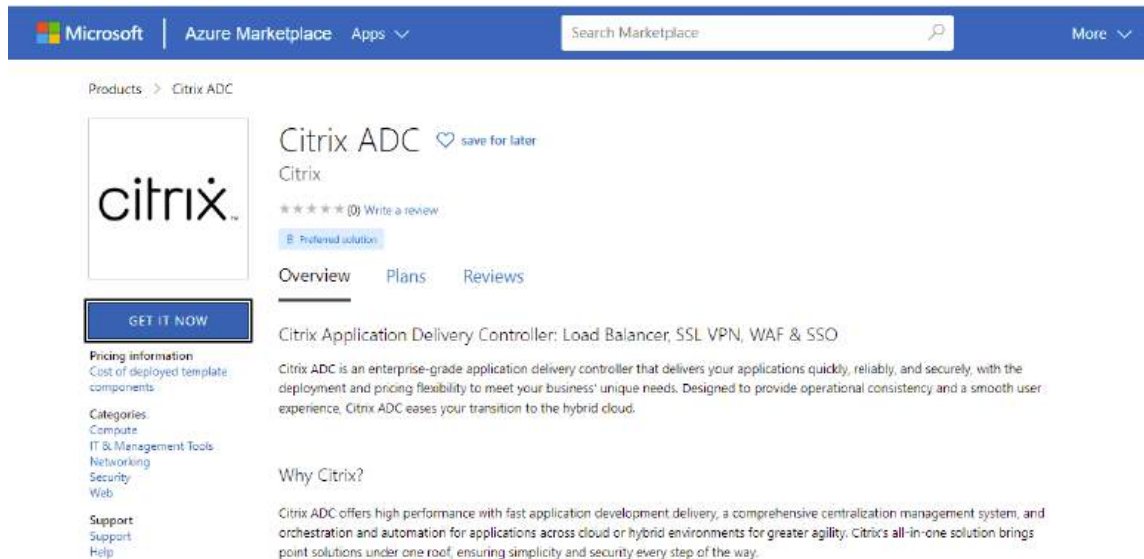 Microsoft
Azure Marketplace
Apps
Search Marketplace
More
Products > Citrix ADC
citrix™
Citrix ADC
save for later
Citrix
(0) Write a review
Preferred solution
Overview
Plans
Reviews
GET IT NOW
Pricing information
Cost of deployed template
components
Categories
Compute
IT & Management Tools
Networking
Security
Web
Support
Support
Help
Citrix Application Delivery Controller: Load Balancer, SSL VPN, WAF & SSO
Citrix ADC is an enterprise-grade application delivery controller that delivers your applications quickly, reliably, and securely, with the
deployment and pricing flexibility to meet your business' unique needs. Designed to provide operational consistency and a smooth user
experience, Citrix ADC eases your transition to the hybrid cloud.
Why Citrix?
Citrix ADC offers high performance with fast application development delivery, a comprehensive centralization management system, and
orchestration and automation for applications across cloud or hybrid environments for greater agility. Citrix's all-in-one solution brings
point solutions under one roof, ensuring simplicity and security every step of the way.